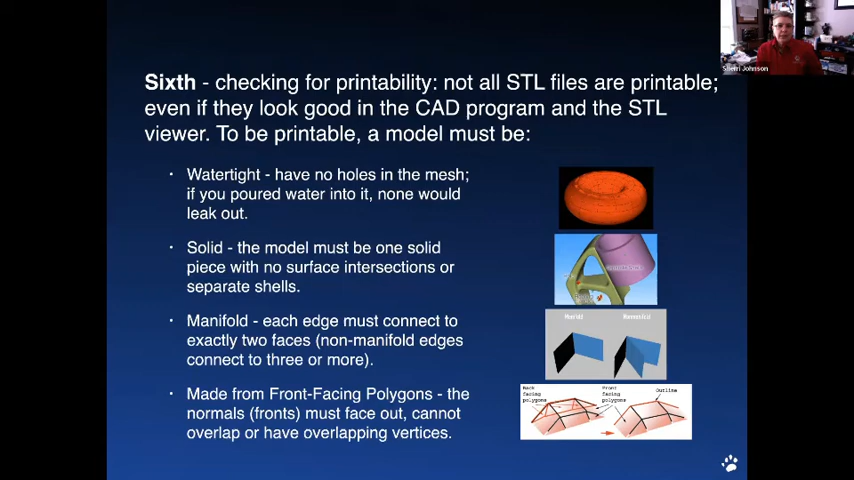 Sherri Johnson
Sixth - checking for printability: not all STL files are printable;
even if they look good in the CAD program and the STL
viewer. To be printable, a model must be:
· Watertight - have no holes in the mesh;
if you poured water into it, none would
leak out.
· Solid - the model must be one solid
piece with no surface intersections or
separate shells.
· Manifold - each edge must connect to
exactly two faces (non-manifold edges
connect to three or more).
· Made from Front-Facing Polygons - the
normals (fronts) must face out, cannot
overlap or have overlapping vertices.
Back facing polygons
Front facing polygons
Outline